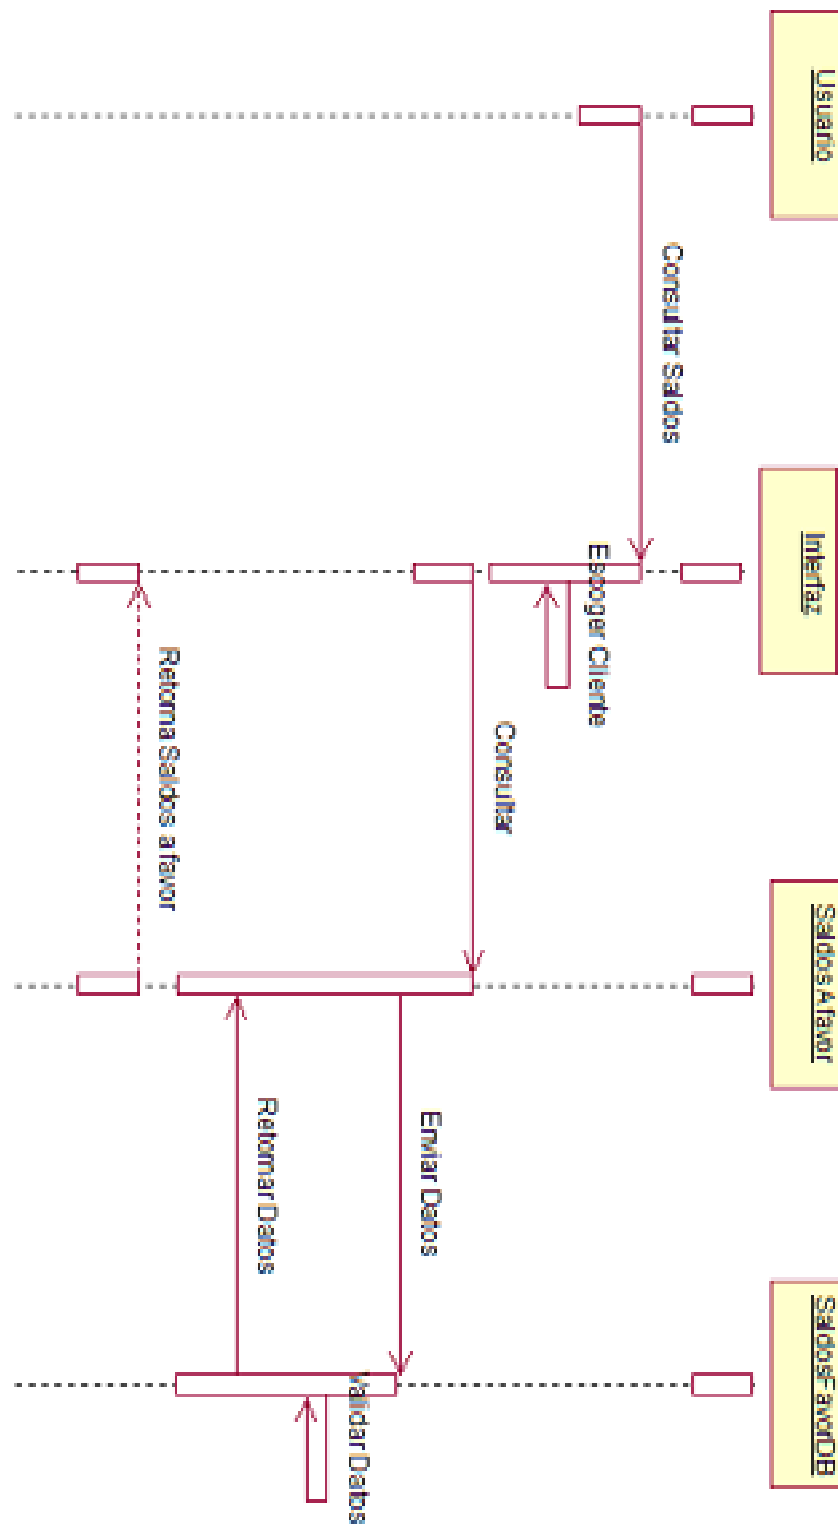 Usuario
Interfaz
SaldosAfavor
SaldosFavorDB
Consultar Saldos
Escoger Cliente
Consultar
Enviar Datos
Validar Datos
Retornar Datos
Retorna Saldos a favor